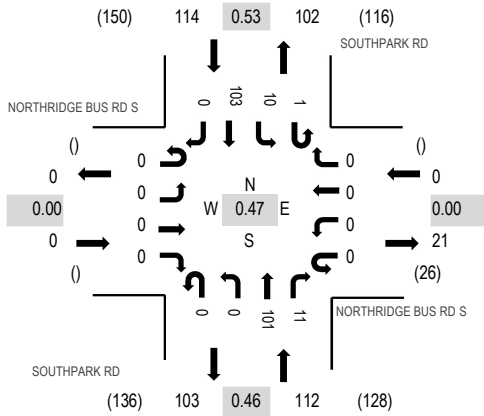 (150) 114 0.53 102 (116)
SOUTHPARK RD
NORTHRIDGE BUS RD S
0 103 10 1
() 0 0 ()
0 0 0 0
N
0.00 W 0.47 E 0.00
0 0 0 21
S
() 0 0 (26)
0 0 101 11
NORTHRIDGE BUS RD S
SOUTHPARK RD
(136) 103 0.46 112 (128)